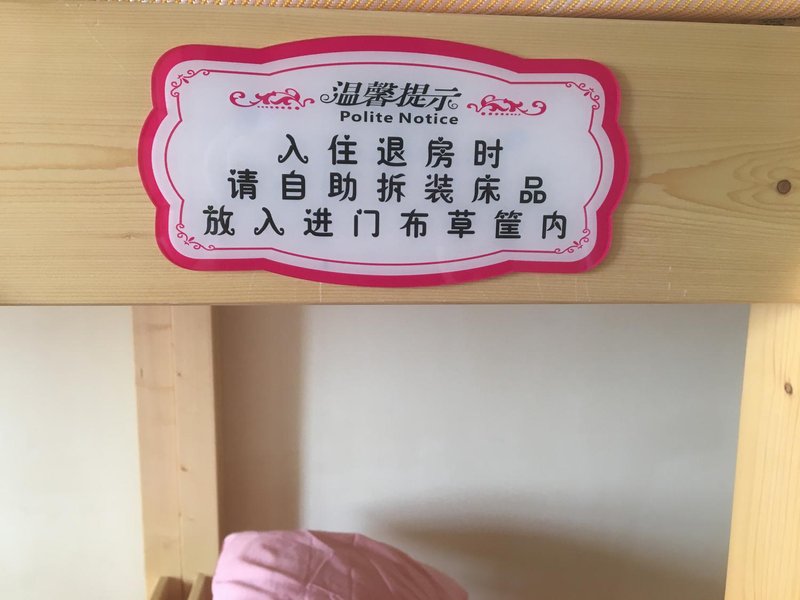 温馨提示
Polite Notice
入住退房时
请自助拆装床品
放入进门布草筐内